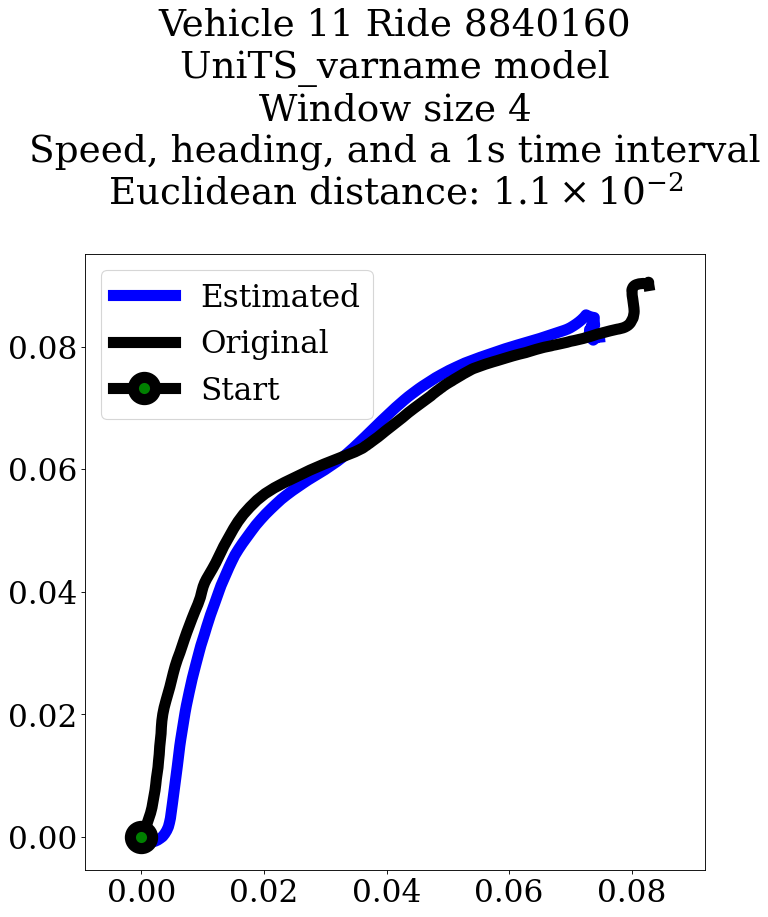 Vehicle 11 Ride 8840160
UniTS_varname model
Window size 4
Speed, heading, and a 1s time interval
Euclidean distance: 1.1 × 10⁻²
Estimated
Original
Start
0.08
0.06
0.04
0.02
0.00
0.00 0.02 0.04 0.06 0.08